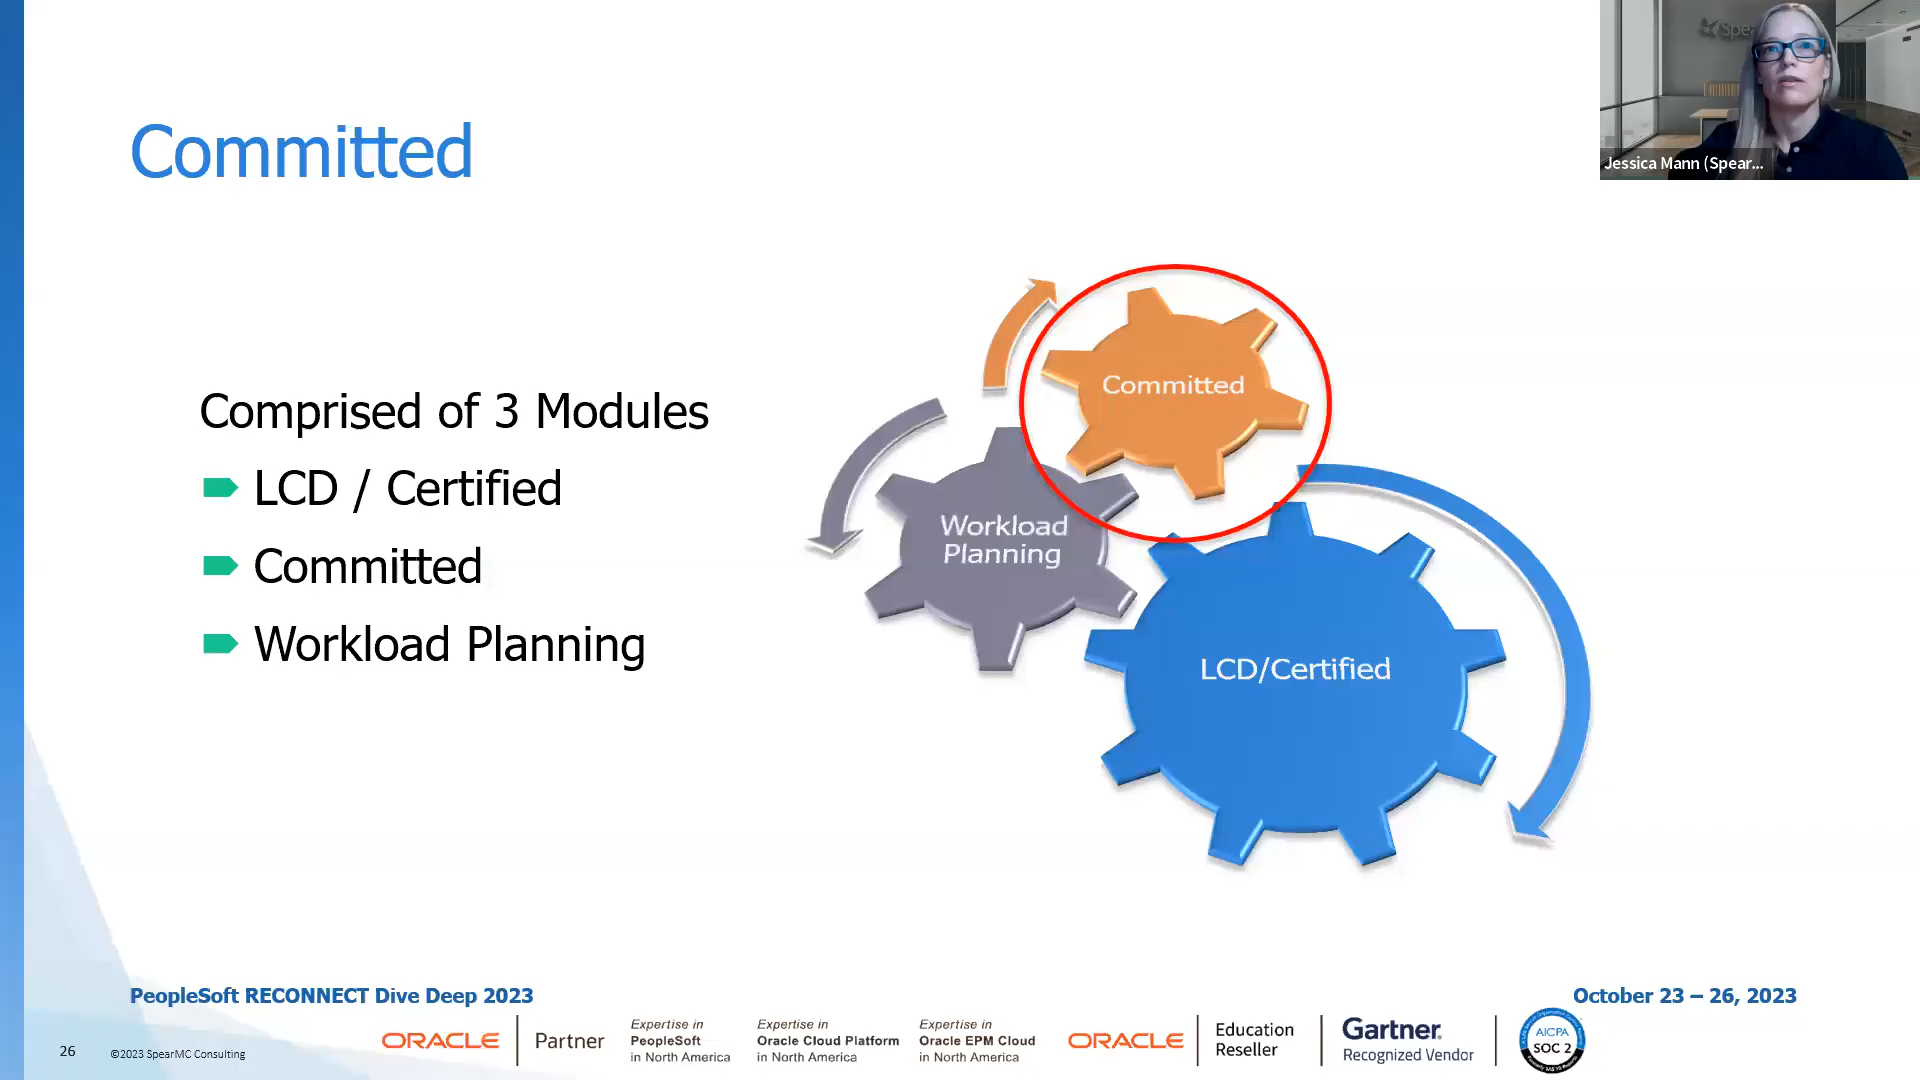 Spea
Jessica Mann (Spear...
Committed
Comprised of 3 Modules
LCD / Certified
Committed
Workload Planning
Committed
Workload
Planning
LCD/Certified
PeopleSoft RECONNECT Dive Deep 2023
October 23 – 26, 2023
26
©2023 SpearMC Consulting
ORACLE
Partner
Expertise in
PeopleSoft
in North America
Expertise in
Oracle Cloud Platform
in North America
Expertise in
Oracle EPM Cloud
in North America
ORACLE
Education
Reseller
Gartner
Recognized Vendor
AICPA
SOC 2